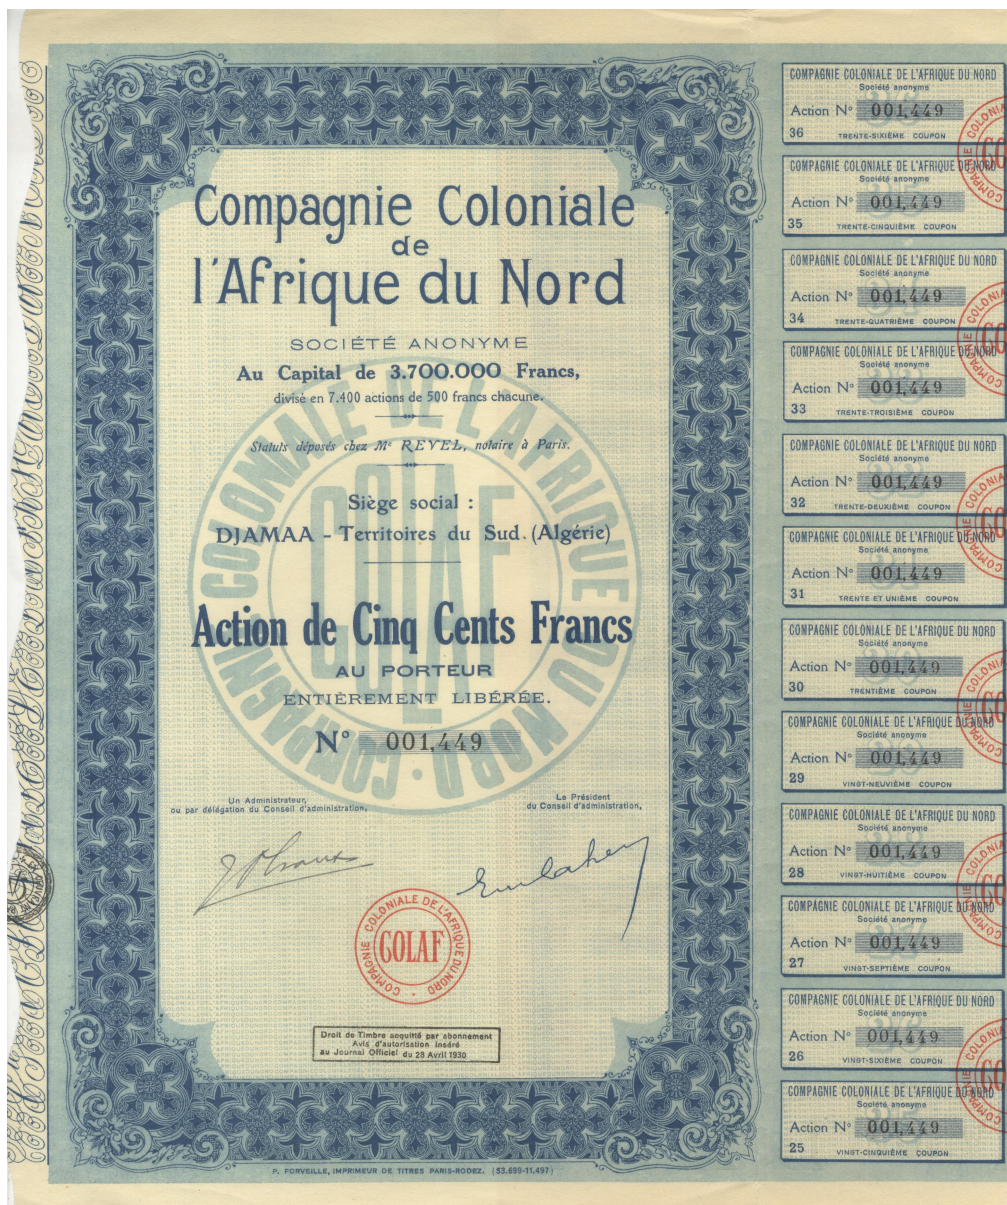 Compagnie Coloniale
de
l'Afrique du Nord
SOCIÉTÉ ANONYME
Au Capital de 3.700.000 Francs,
divisé en 7.400 actions de 500 francs chacune.
Statuts déposés chez Me REVEL, notaire à Paris.
Siège social :
DJAMAA - Territoires du Sud (Algérie)
Action de Cinq Cents Francs
AU PORTEUR
ENTIÈREMENT LIBÉRÉE.
N° 001,449
COMPAGNIE COLONIALE DE L'AFRIQUE DU NORD
COLAF
Un Administrateur,
ou par délégation du Conseil d'administration,
Le Président
du Conseil d'administration,
COMPAGNIE COLONIALE DE L'AFRIQUE DU NORD
COLAF
Droit de Timbre acquitté par abonnement
Avis d'autorisation inséré
au Journal Officiel du 28 Avril 1930
P. FORVEILLE, IMPRIMEUR DE TITRES PARIS-RODEZ. (53.699-11.497)
COMPAGNIE COLONIALE DE L'AFRIQUE DU NORD
Société anonyme
Action N° 001,449
36 TRENTE-SIXIÈME COUPON
COMPAGNIE COLONIALE DE L'AFRIQUE DU NORD
Société anonyme
Action N° 001,449
35 TRENTE-CINQUIÈME COUPON
COMPAGNIE COLONIALE DE L'AFRIQUE DU NORD
Société anonyme
Action N° 001,449
34 TRENTE-QUATRIÈME COUPON
COMPAGNIE COLONIALE DE L'AFRIQUE DU NORD
Société anonyme
Action N° 001,449
33 TRENTE-TROISIÈME COUPON
COMPAGNIE COLONIALE DE L'AFRIQUE DU NORD
Société anonyme
Action N° 001,449
32 TRENTE-DEUXIÈME COUPON
COMPAGNIE COLONIALE DE L'AFRIQUE DU NORD
Société anonyme
Action N° 001,449
31 TRENTE ET UNIÈME COUPON
COMPAGNIE COLONIALE DE L'AFRIQUE DU NORD
Société anonyme
Action N° 001,449
30 TRENTIÈME COUPON
COMPAGNIE COLONIALE DE L'AFRIQUE DU NORD
Société anonyme
Action N° 001,449
29 VINGT-NEUVIÈME COUPON
COMPAGNIE COLONIALE DE L'AFRIQUE DU NORD
Société anonyme
Action N° 001,449
28 VINGT-HUITIÈME COUPON
COMPAGNIE COLONIALE DE L'AFRIQUE DU NORD
Société anonyme
Action N° 001,449
27 VINGT-SEPTIÈME COUPON
COMPAGNIE COLONIALE DE L'AFRIQUE DU NORD
Société anonyme
Action N° 001,449
26 VINGT-SIXIÈME COUPON
COMPAGNIE COLONIALE DE L'AFRIQUE DU NORD
Société anonyme
Action N° 001,449
25 VINGT-CINQUIÈME COUPON